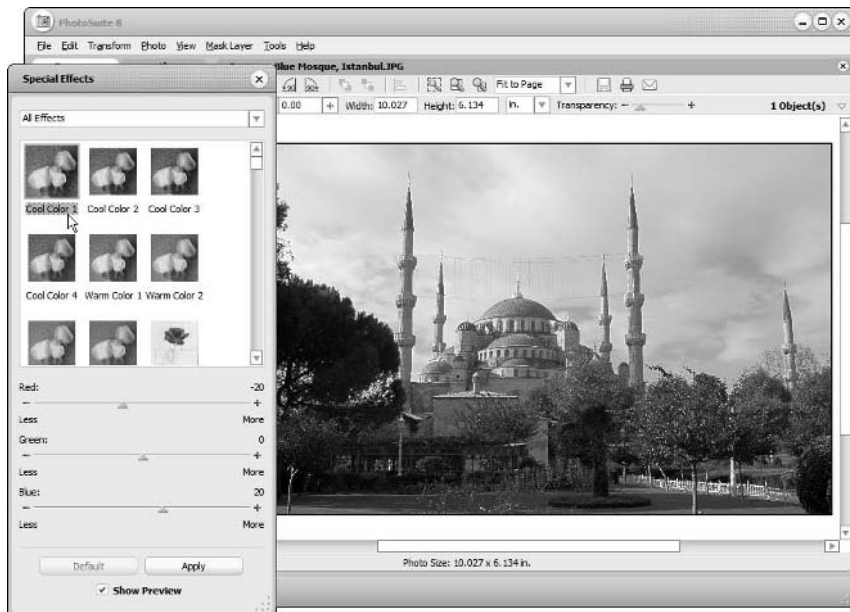 PhotoSuite 8
File Edit Transform Photo View Mask Layer Tools Help
Blue Mosque, Istanbul.JPG
Special Effects
Fit to Page
0.00 + Width: 10.027 Height: 6.134 in. Transparency: - + 1 Object(s)
All Effects
Cool Color 1 Cool Color 2 Cool Color 3
Cool Color 4 Warm Color 1 Warm Color 2
Red: -20
- +
Less More
Green: 0
- +
Less More
Blue: 20
- +
Less More
Default Apply
Show Preview
Photo Size: 10.027 x 6.134 in.